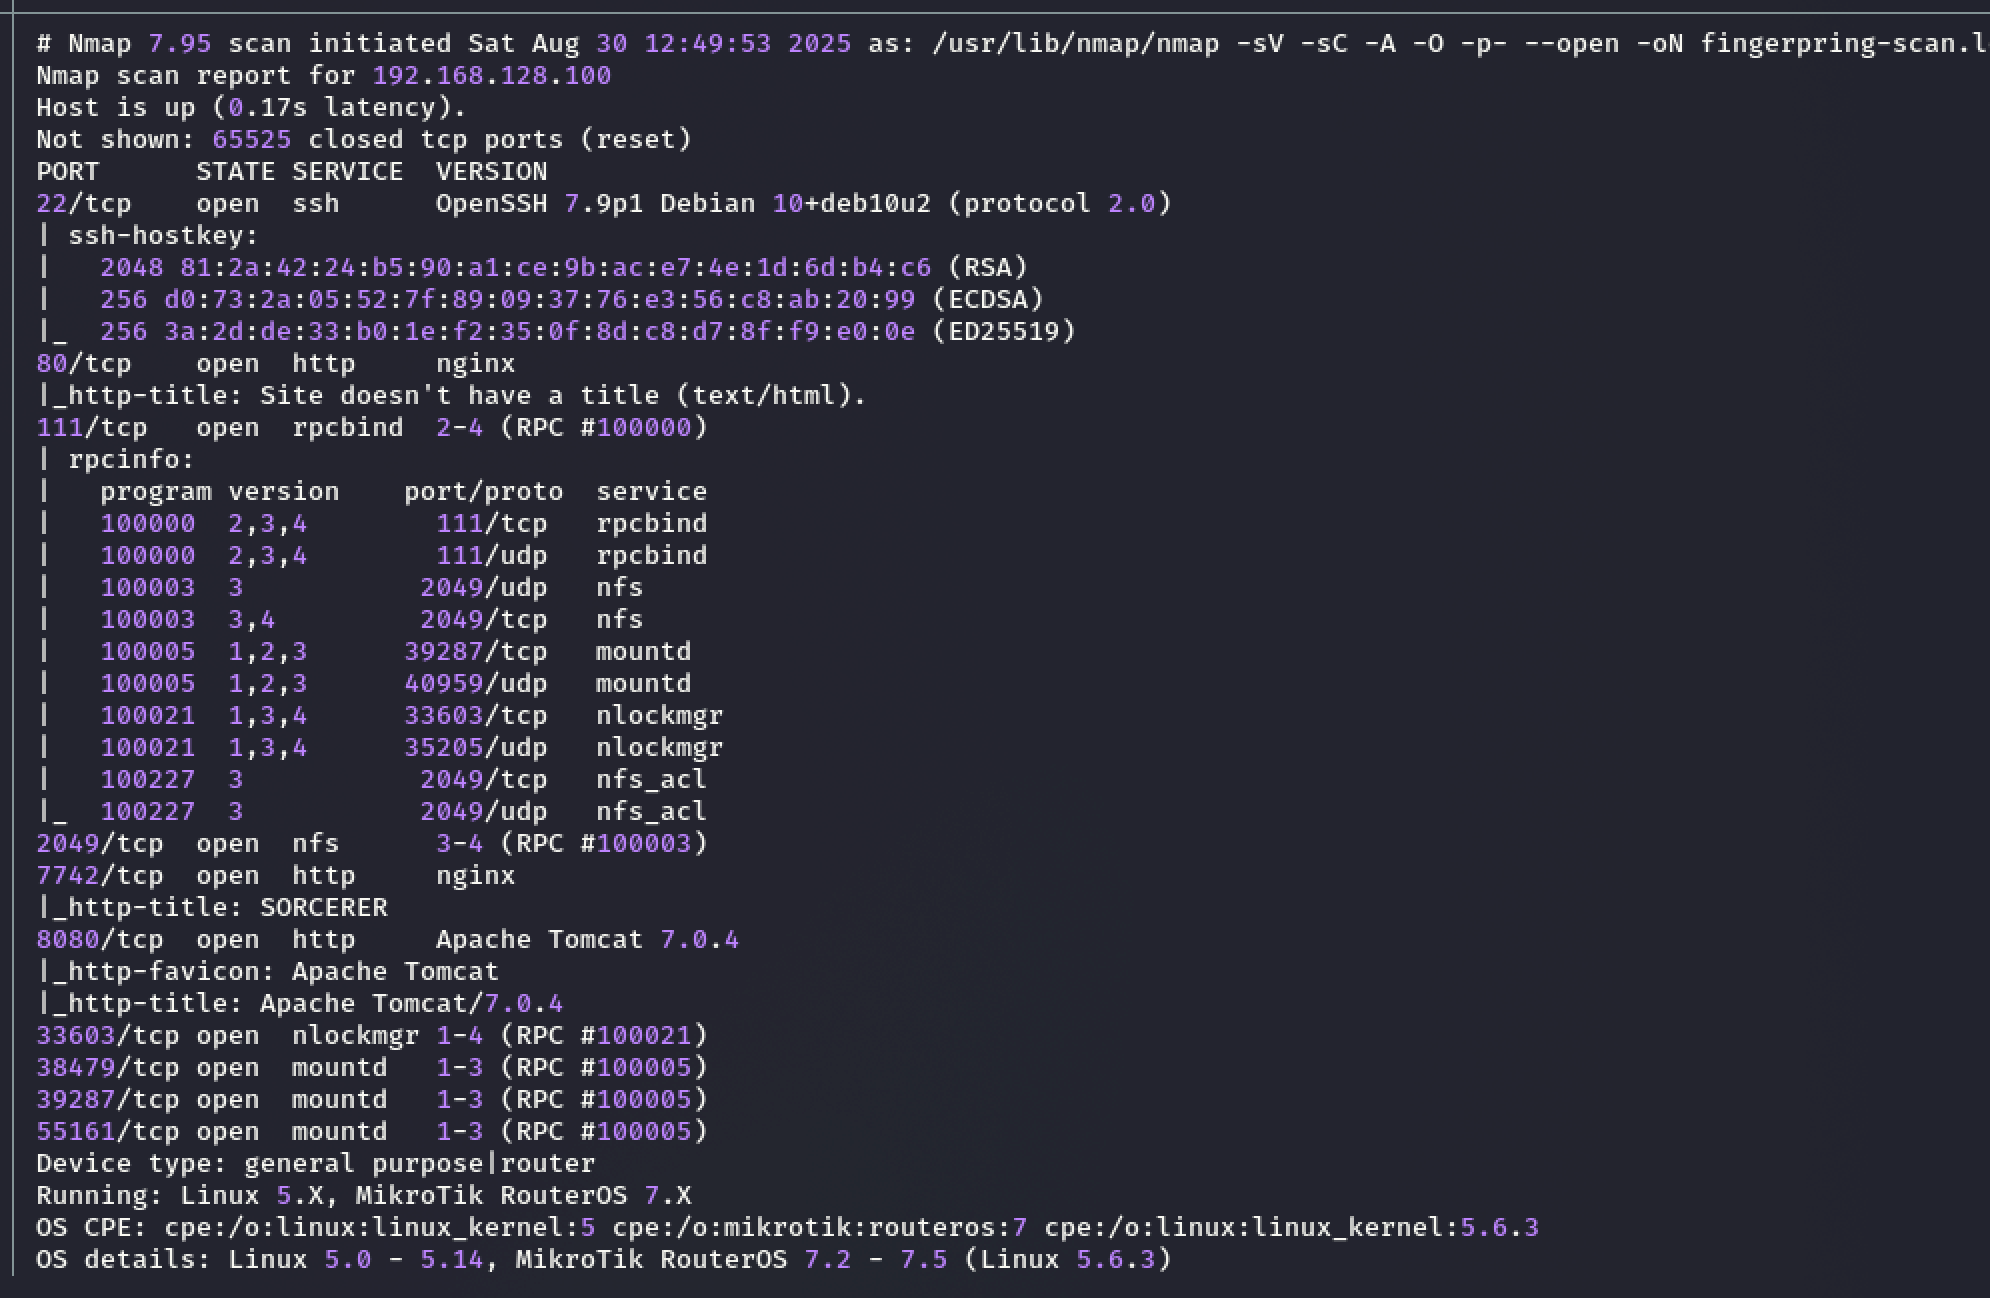 # Nmap 7.95 scan initiated Sat Aug 30 12:49:53 2025 as: /usr/lib/nmap/nmap -sV -sC -A -O -p- --open -oN fingerpring-scan.l
Nmap scan report for 192.168.128.100
Host is up (0.17s latency).
Not shown: 65525 closed tcp ports (reset)
PORT      STATE SERVICE  VERSION
22/tcp    open  ssh      OpenSSH 7.9p1 Debian 10+deb10u2 (protocol 2.0)
| ssh-hostkey:
|   2048 81:2a:42:24:b5:90:a1:ce:9b:ac:e7:4e:1d:6d:b4:c6 (RSA)
|   256 d0:73:2a:05:52:7f:89:09:37:76:e3:56:c8:ab:20:99 (ECDSA)
|_  256 3a:2d:de:33:b0:1e:f2:35:0f:8d:c8:d7:8f:f9:e0:0e (ED25519)
80/tcp    open  http     nginx
|_http-title: Site doesn't have a title (text/html).
111/tcp   open  rpcbind  2-4 (RPC #100000)
| rpcinfo:
|   program version    port/proto  service
|   100000  2,3,4        111/tcp   rpcbind
|   100000  2,3,4        111/udp   rpcbind
|   100003  3           2049/udp   nfs
|   100003  3,4         2049/tcp   nfs
|   100005  1,2,3      39287/tcp   mountd
|   100005  1,2,3      40959/udp   mountd
|   100021  1,3,4      33603/tcp   nlockmgr
|   100021  1,3,4      35205/udp   nlockmgr
|   100227  3           2049/tcp   nfs_acl
|_  100227  3           2049/udp   nfs_acl
2049/tcp  open  nfs      3-4 (RPC #100003)
7742/tcp  open  http     nginx
|_http-title: SORCERER
8080/tcp  open  http     Apache Tomcat 7.0.4
|_http-favicon: Apache Tomcat
|_http-title: Apache Tomcat/7.0.4
33603/tcp open  nlockmgr 1-4 (RPC #100021)
38479/tcp open  mountd   1-3 (RPC #100005)
39287/tcp open  mountd   1-3 (RPC #100005)
55161/tcp open  mountd   1-3 (RPC #100005)
Device type: general purpose|router
Running: Linux 5.X, MikroTik RouterOS 7.X
OS CPE: cpe:/o:linux:linux_kernel:5 cpe:/o:mikrotik:routeros:7 cpe:/o:linux:linux_kernel:5.6.3
OS details: Linux 5.0 - 5.14, MikroTik RouterOS 7.2 - 7.5 (Linux 5.6.3)